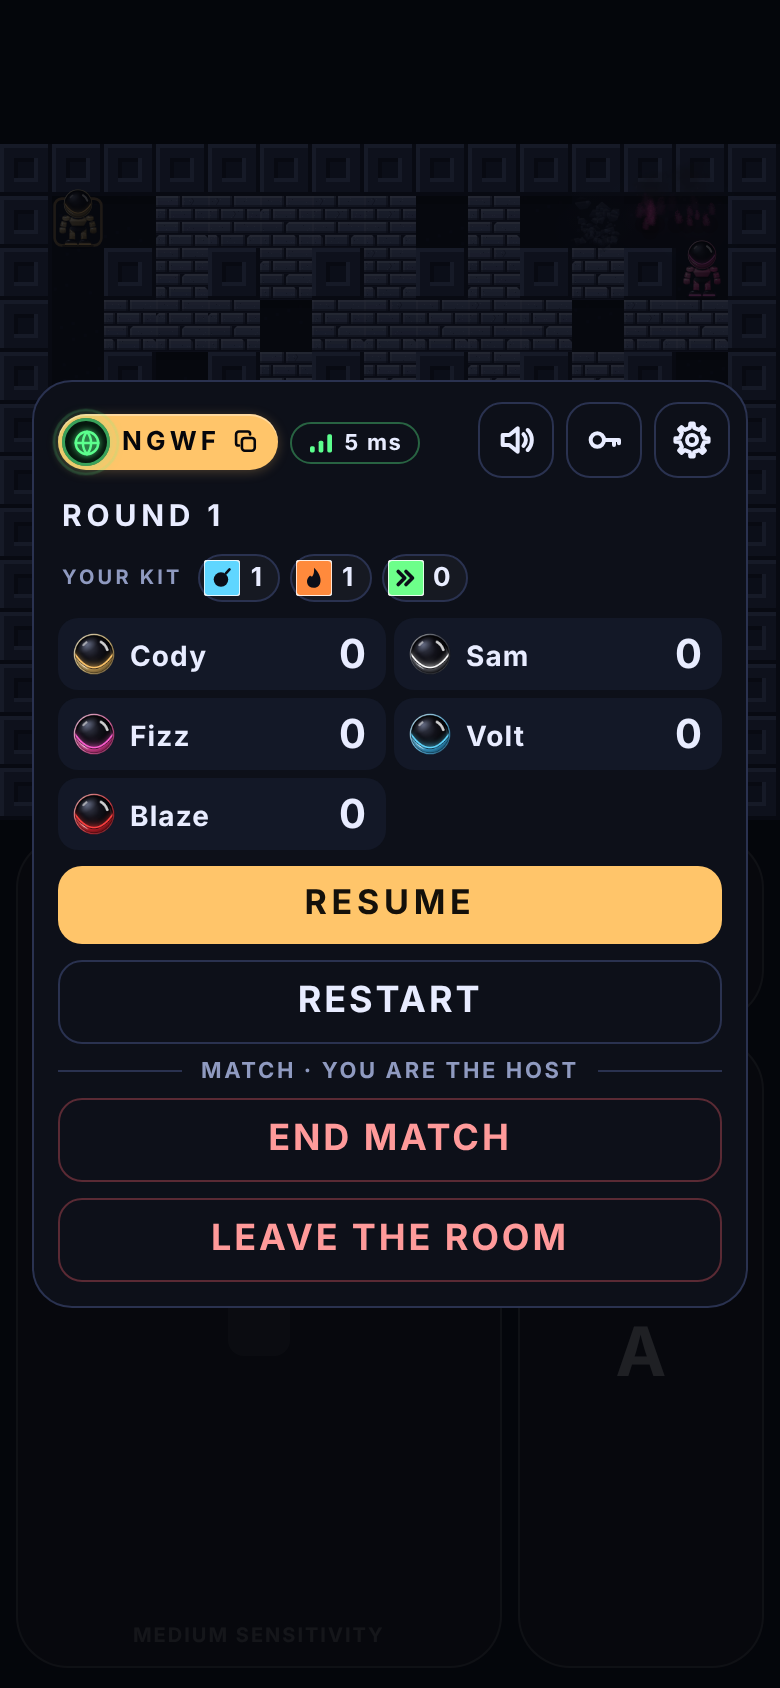 NGWF 5 ms
ROUND 1
YOUR KIT 1 1 0
Cody 0 Sam 0
Fizz 0 Volt 0
Blaze 0
RESUME
RESTART
MATCH · YOU ARE THE HOST
END MATCH
LEAVE THE ROOM
A
MEDIUM SENSITIVITY